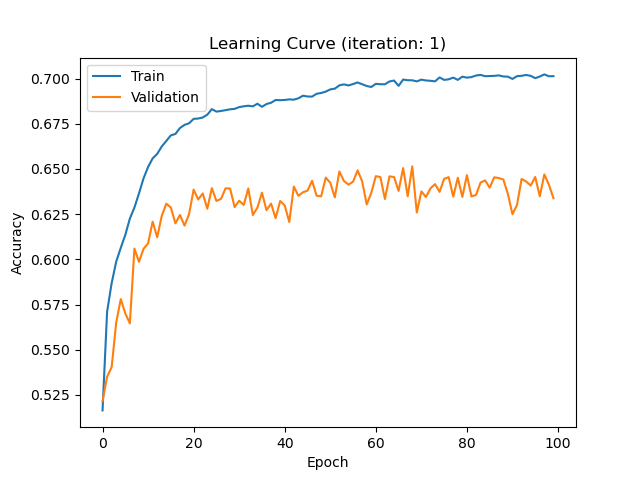 Learning Curve (iteration: 1)
Train
Validation
0.700
0.675
0.650
0.625
0.600
0.575
0.550
0.525
Accuracy
0 20 40 60 80 100
Epoch